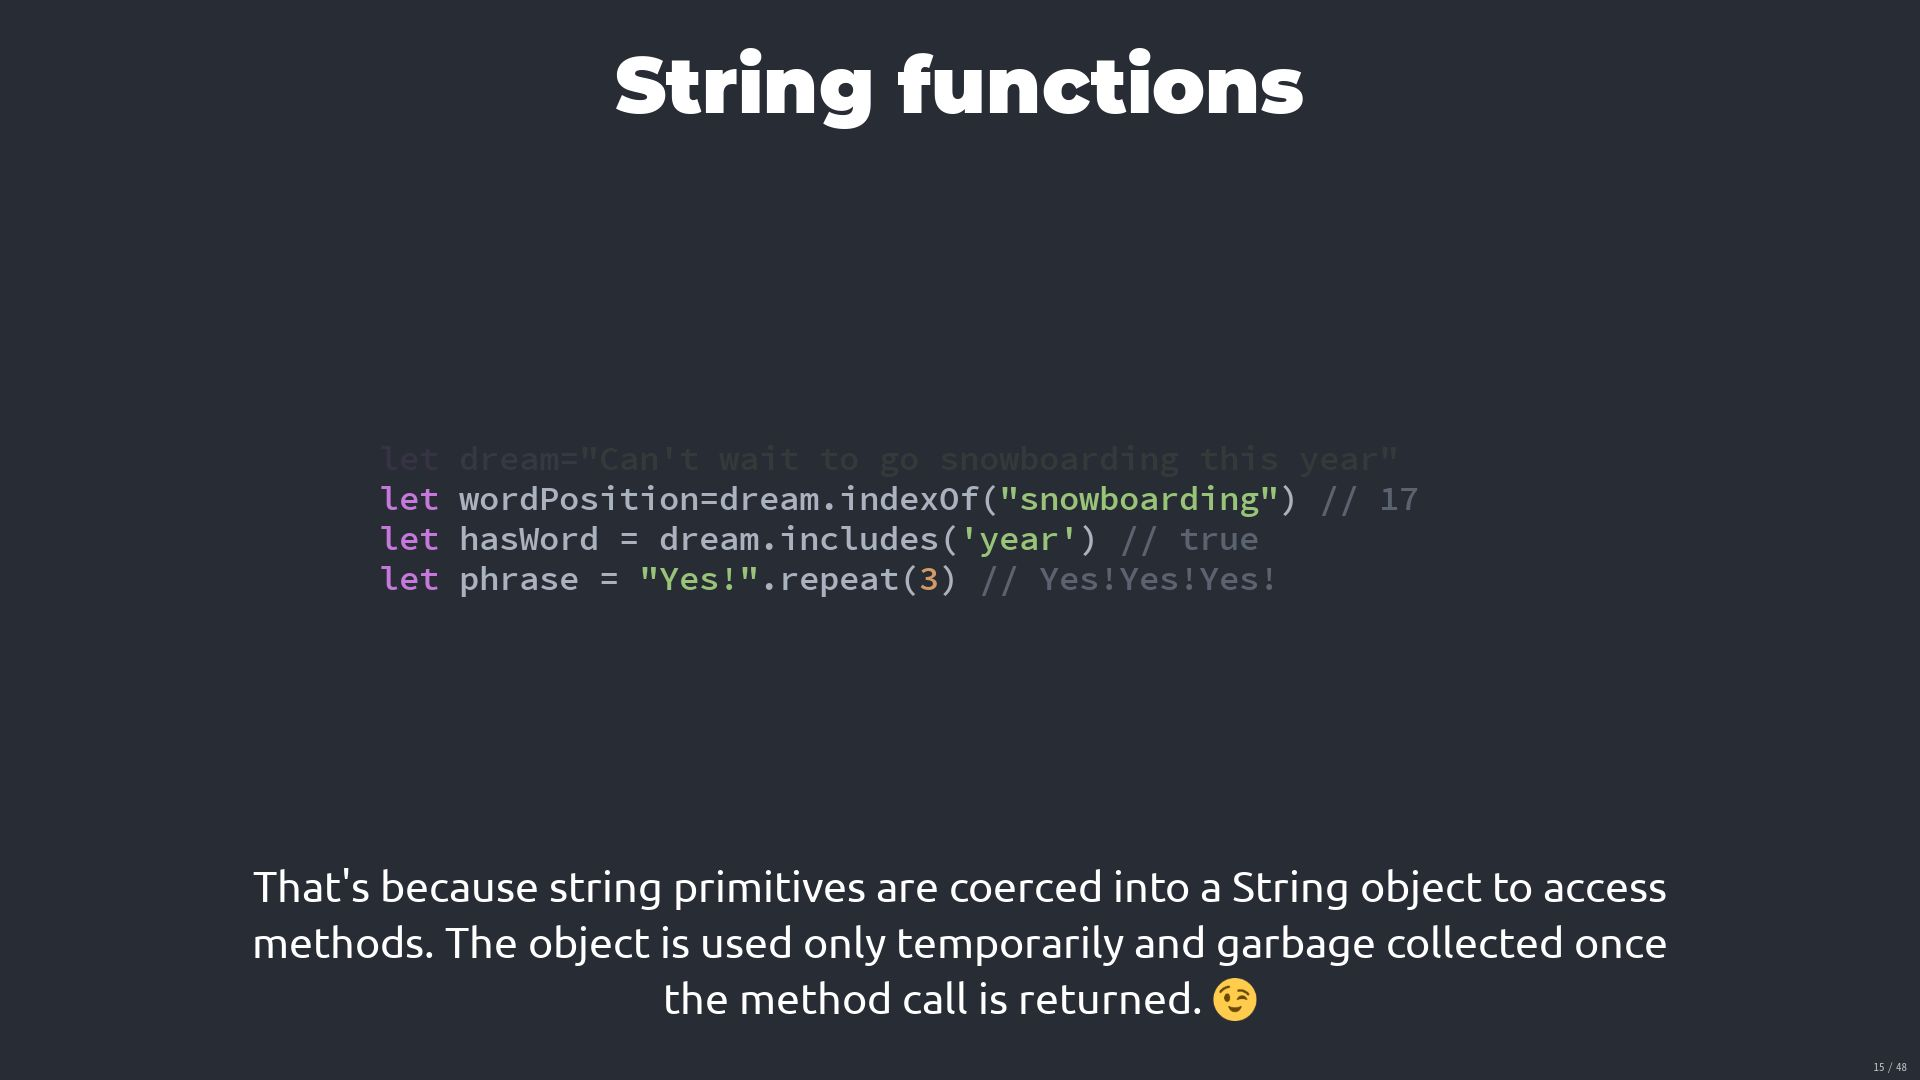 String functions
let dream="Can't wait to go snowboarding this year"
let wordPosition=dream.indexOf("snowboarding") // 17
let hasWord = dream.includes('year') // true
let phrase = "Yes!".repeat(3) // Yes!Yes!Yes!
That's because string primitives are coerced into a String object to access
methods. The object is used only temporarily and garbage collected once
the method call is returned. 😉
15 / 48